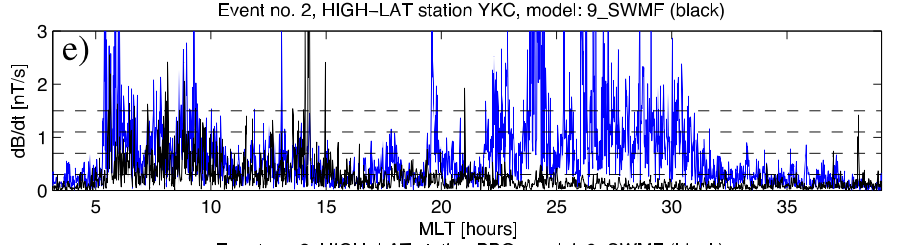 Event no. 2, HIGH−LAT station YKC, model: 9_SWMF (black)
e)
dB/dt [nT/s]
3
2
1
0
5 10 15 20 25 30 35
MLT [hours]